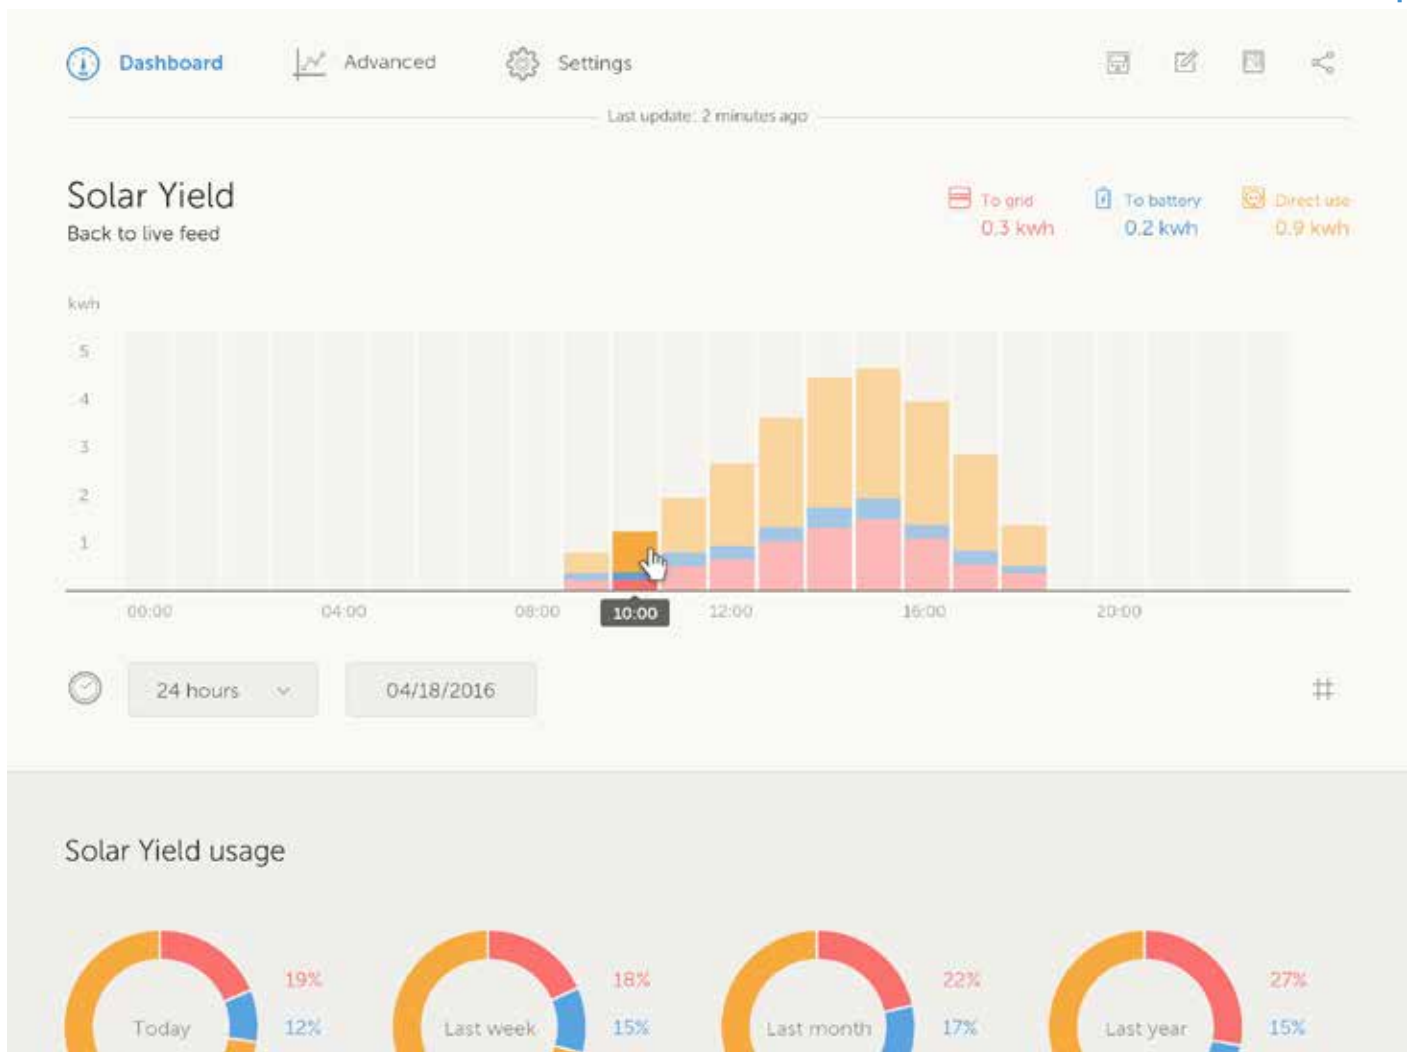 Dashboard Advanced Settings
Last update: 2 minutes ago
Solar Yield
Back to live feed
To grid To battery Direct use
0.3 kwh 0.2 kwh 0.9 kwh
kwh
5
4
3
2
1
00:00 04:00 08:00 10:00 12:00 16:00 20:00
24 hours 04/18/2016
Solar Yield usage
19% 18% 22% 27%
Today 12% Last week 15% Last month 17% Last year 15%